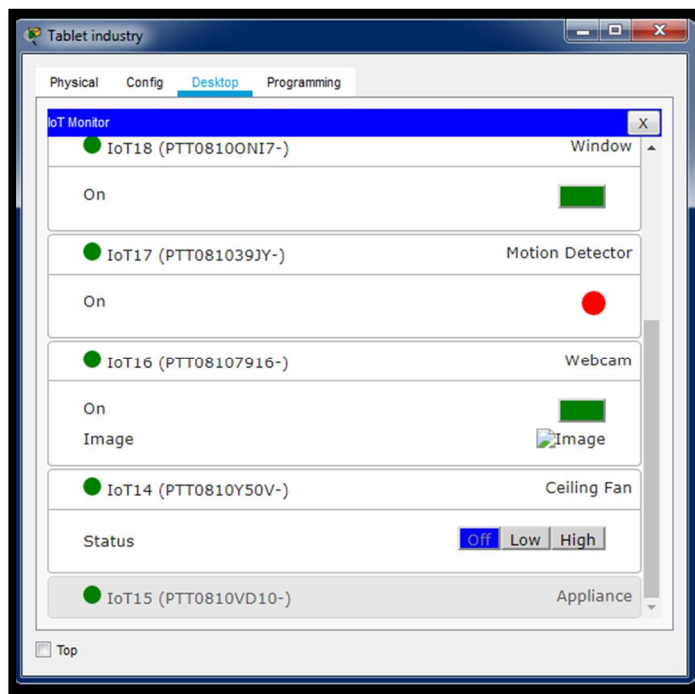 Tablet industry
Physical Config Desktop Programming
IoT Monitor X
IoT18 (PTT0810ONI7-) Window
On
IoT17 (PTT081039JY-) Motion Detector
On
IoT16 (PTT08107916-) Webcam
On
Image Image
IoT14 (PTT0810Y50V-) Ceiling Fan
Status Off Low High
IoT15 (PTT0810VD10-) Appliance
Top